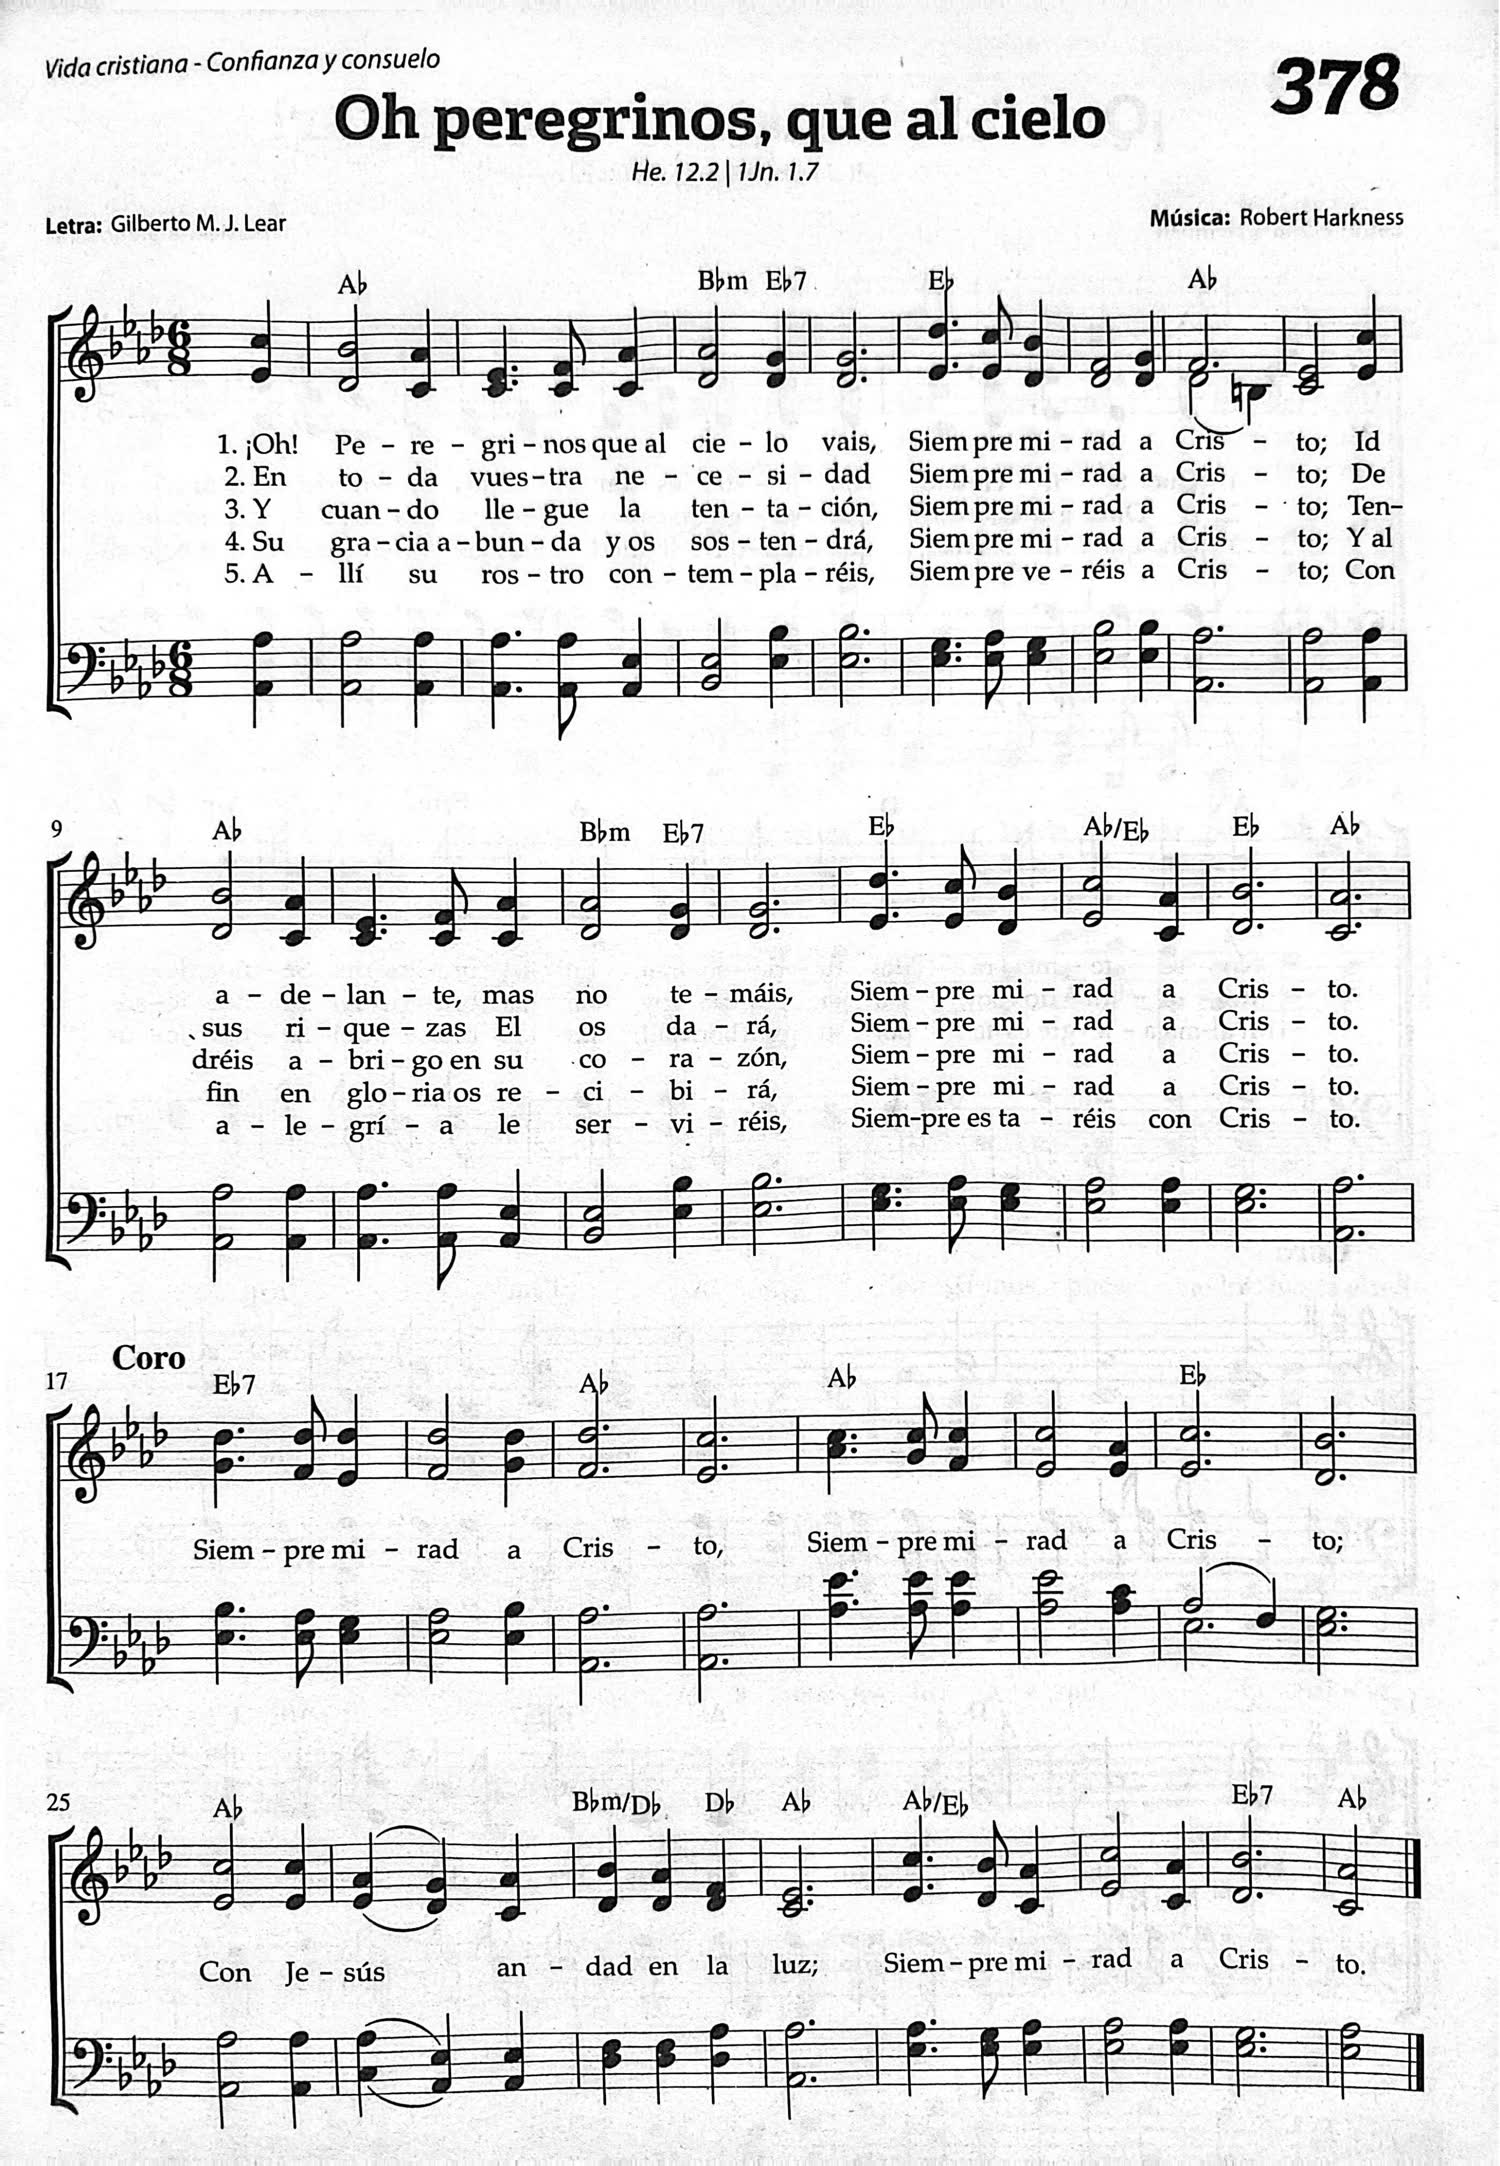 Vida cristiana - Confianza y consuelo
378
Oh peregrinos, que al cielo
He. 12.2 | 1Jn. 1.7
Letra: Gilberto M. J. Lear
Música: Robert Harkness
A♭ B♭m E♭7 E♭ A♭
6 8
1. ¡Oh! Pe – re – gri – nos que al cie – lo vais, Siem pre mi – rad a Cris – to; Id
2. En to – da vues – tra ne – ce – si – dad Siem pre mi – rad a Cris – to; De
3. Y cuan – do lle – gue la ten – ta – ción, Siem pre mi – rad a Cris – to; Ten–
4. Su gra – cia a – bun – da y os sos – ten – drá, Siem pre mi – rad a Cris – to; Y al
5. A – llí su ros – tro con – tem – pla – réis, Siem pre ve – réis a Cris – to; Con
6 8
9
A♭ B♭m E♭7 E♭ A♭/E♭ E♭ A♭
a – de – lan – te, mas no te – máis, Siem – pre mi – rad a Cris – to.
sus ri – que – zas El os da – rá, Siem – pre mi – rad a Cris – to.
dréis a – bri – go en su co – ra – zón, Siem – pre mi – rad a Cris – to.
fin en glo – ria os re – ci – bi – rá, Siem – pre mi – rad a Cris – to.
a – le – grí – a le ser – vi – réis, Siem–pre es ta – réis con Cris – to.
Coro
17
E♭7 A♭ A♭ E♭
Siem – pre mi – rad a Cris – to, Siem – pre mi – rad a Cris – to;
25
A♭ B♭m/D♭ D♭ A♭ A♭/E♭ E♭7 A♭
Con Je – sús an – dad en la luz; Siem – pre mi – rad a Cris – to.